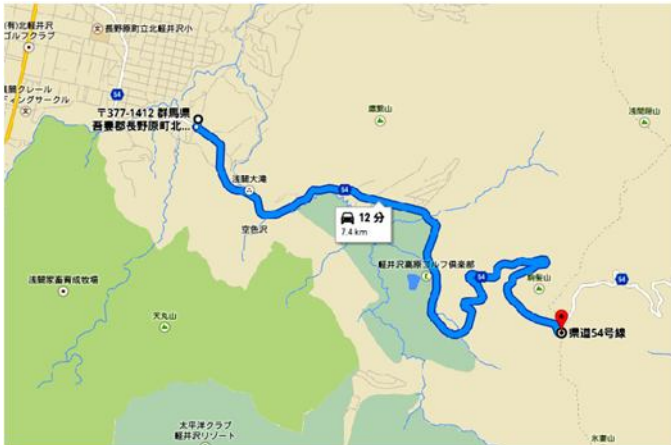 (有)北軽井沢
ゴルフクラブ
長野原町立北軽井沢小
54
浅間隠山
鷹繋山
〒377-1412 群馬県
吾妻郡長野原町北...
浅間大滝
54
空色沢
12 分
7.4 km
軽井沢高原ゴルフ倶楽部
54
54
浅間家畜育成牧場
県道54号線
天丸山
太平洋クラブ
軽井沢リゾート
氷妻山